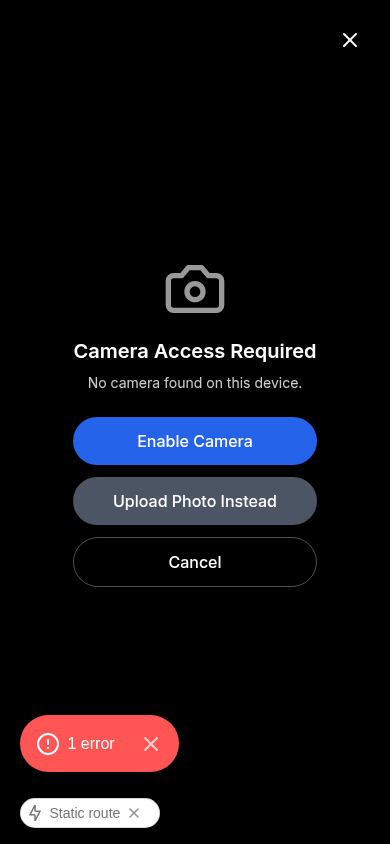 Camera Access Required
No camera found on this device.
Enable Camera
Upload Photo Instead
Cancel
1 error
Static route